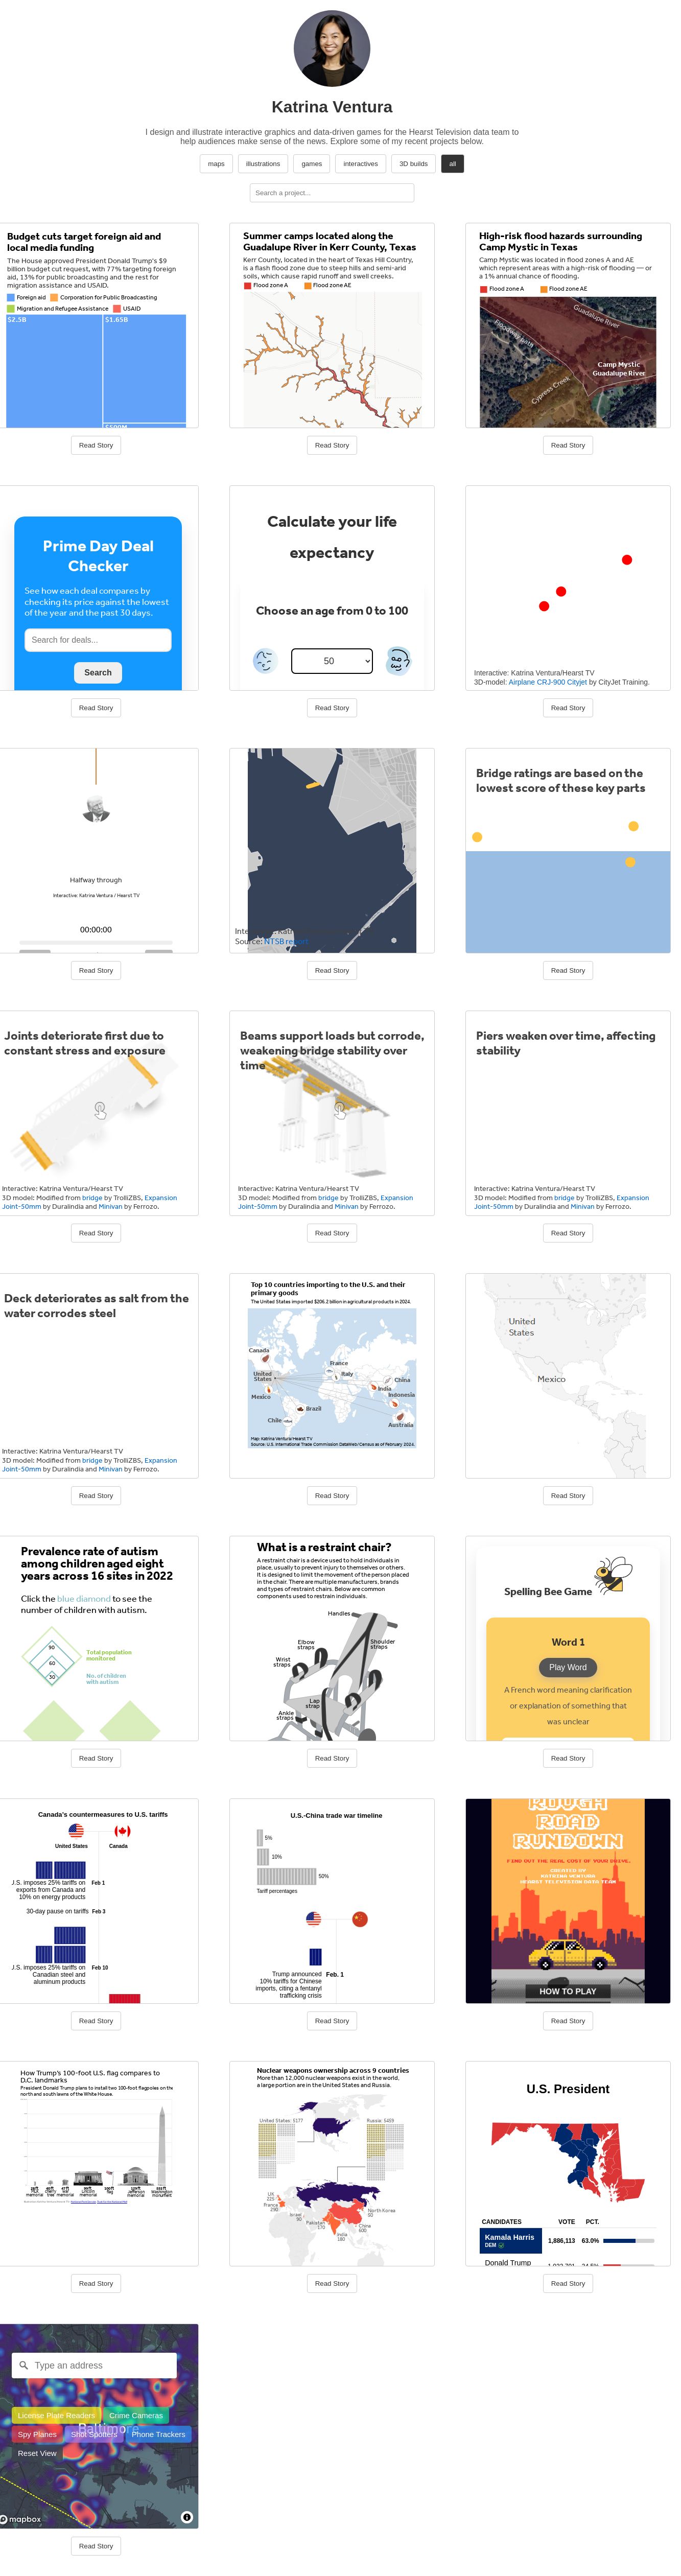 Katrina Ventura
I design and illustrate interactive graphics and data-driven games for the Hearst Television data team to
help audiences make sense of the news. Explore some of my recent projects below.
maps
illustrations
games
interactives
3D builds
all
Search a project...
Budget cuts target foreign aid and
local media funding
The House approved President Donald Trump's $9
billion budget cut request, with 77% targeting foreign
aid, 13% for public broadcasting and the rest for
migration assistance and USAID.
Foreign aid
Corporation for Public Broadcasting
Migration and Refugee Assistance
USAID
$2.5B
$1.65B
$500M
Read Story
Summer camps located along the
Guadalupe River in Kerr County, Texas
Kerr County, located in the heart of Texas Hill Country,
is a flash flood zone due to steep hills and semi-arid
soils, which cause rapid runoff and swell creeks.
Flood zone A
Flood zone AE
Read Story
High-risk flood hazards surrounding
Camp Mystic in Texas
Camp Mystic was located in flood zones A and AE
which represent areas with a high-risk of flooding — or
a 1% annual chance of flooding.
Flood zone A
Flood zone AE
Floodway data
Guadalupe River
Camp Mystic
Guadalupe River
Cypress Creek
Read Story
Prime Day Deal
Checker
See how each deal compares by
checking its price against the lowest
of the year and the past 30 days.
Search for deals...
Search
Read Story
Calculate your life
expectancy
Choose an age from 0 to 100
50
Read Story
Interactive: Katrina Ventura/Hearst TV
3D-model: Airplane CRJ-900 Cityjet by CityJet Training.
Read Story
Halfway through
Interactive: Katrina Ventura / Hearst TV
00:00:00
Read Story
Source: NTSB report
Read Story
Bridge ratings are based on the
lowest score of these key parts
Read Story
Joints deteriorate first due to
constant stress and exposure
Interactive: Katrina Ventura/Hearst TV
3D model: Modified from bridge by TrolliZBS, Expansion
Joint-50mm by Duralindia and Minivan by Ferrozo.
Read Story
Beams support loads but corrode,
weakening bridge stability over
time
Interactive: Katrina Ventura/Hearst TV
3D model: Modified from bridge by TrolliZBS, Expansion
Joint-50mm by Duralindia and Minivan by Ferrozo.
Read Story
Piers weaken over time, affecting
stability
Interactive: Katrina Ventura/Hearst TV
3D model: Modified from bridge by TrolliZBS, Expansion
Joint-50mm by Duralindia and Minivan by Ferrozo.
Read Story
Deck deteriorates as salt from the
water corrodes steel
Interactive: Katrina Ventura/Hearst TV
3D model: Modified from bridge by TrolliZBS, Expansion
Joint-50mm by Duralindia and Minivan by Ferrozo.
Read Story
Top 10 countries importing to the U.S. and their
primary goods
The United States imported $206.2 billion in agricultural products in 2024.
Canada
United
States
Mexico
France
Italy
China
India
Indonesia
Brazil
Chile
Australia
Map: Katrina Ventura/Hearst TV
Source: U.S. International Trade Commission DataWeb/Census as of February 2024.
Read Story
United
States
Mexico
Read Story
Prevalence rate of autism
among children aged eight
years across 16 sites in 2022
Click the blue diamond to see the
number of children with autism.
90
60
30
Total population
monitored
No. of children
with autism
Read Story
What is a restraint chair?
A restraint chair is a device used to hold individuals in
place, usually to prevent injury to themselves or others.
It is designed to limit the movement of the person placed
in the chair. There are multiple manufacturers, brands
and types of restraint chairs. Below are common
components used to restrain individuals.
Handles
Elbow
straps
Shoulder
straps
Wrist
straps
Lap
strap
Ankle
straps
Read Story
Spelling Bee Game
Word 1
Play Word
A French word meaning clarification
or explanation of something that
was unclear
Read Story
Canada's countermeasures to U.S. tariffs
United States
Canada
J.S. imposes 25% tariffs on
exports from Canada and
10% on energy products
Feb 1
30-day pause on tariffs
Feb 3
J.S. imposes 25% tariffs on
Canadian steel and
aluminum products
Feb 10
Read Story
U.S.-China trade war timeline
5%
10%
50%
Tariff percentages
Trump announced
10% tariffs for Chinese
imports, citing a fentanyl
trafficking crisis
Feb. 1
Read Story
ROUGH
ROAD
RUNDOWN
FIND OUT THE REAL COST OF YOUR DRIVE.
CREATED BY
KATRINA VENTURA
HEARST TELEVISION DATA TEAM
HOW TO PLAY
Read Story
How Trump's 100-foot U.S. flag compares to
D.C. landmarks
President Donald Trump plans to install two 100-foot flagpoles on the
north and south lawns of the White House.
Read Story
Nuclear weapons ownership across 9 countries
More than 12,000 nuclear weapons exist in the world,
a large portion are in the United States and Russia.
United States: 5177
Russia: 5459
UK
225
France
290
Israel
90
Pakistan
170
India
180
China
600
North Korea
50
Read Story
U.S. President
CANDIDATES
VOTE
PCT.
Kamala Harris
DEM
1,886,113
63.0%
Donald Trump
Read Story
Type an address
License Plate Readers
Crime Cameras
Baltimore
Spy Planes
Shot Spotters
Phone Trackers
Reset View
mapbox
Read Story